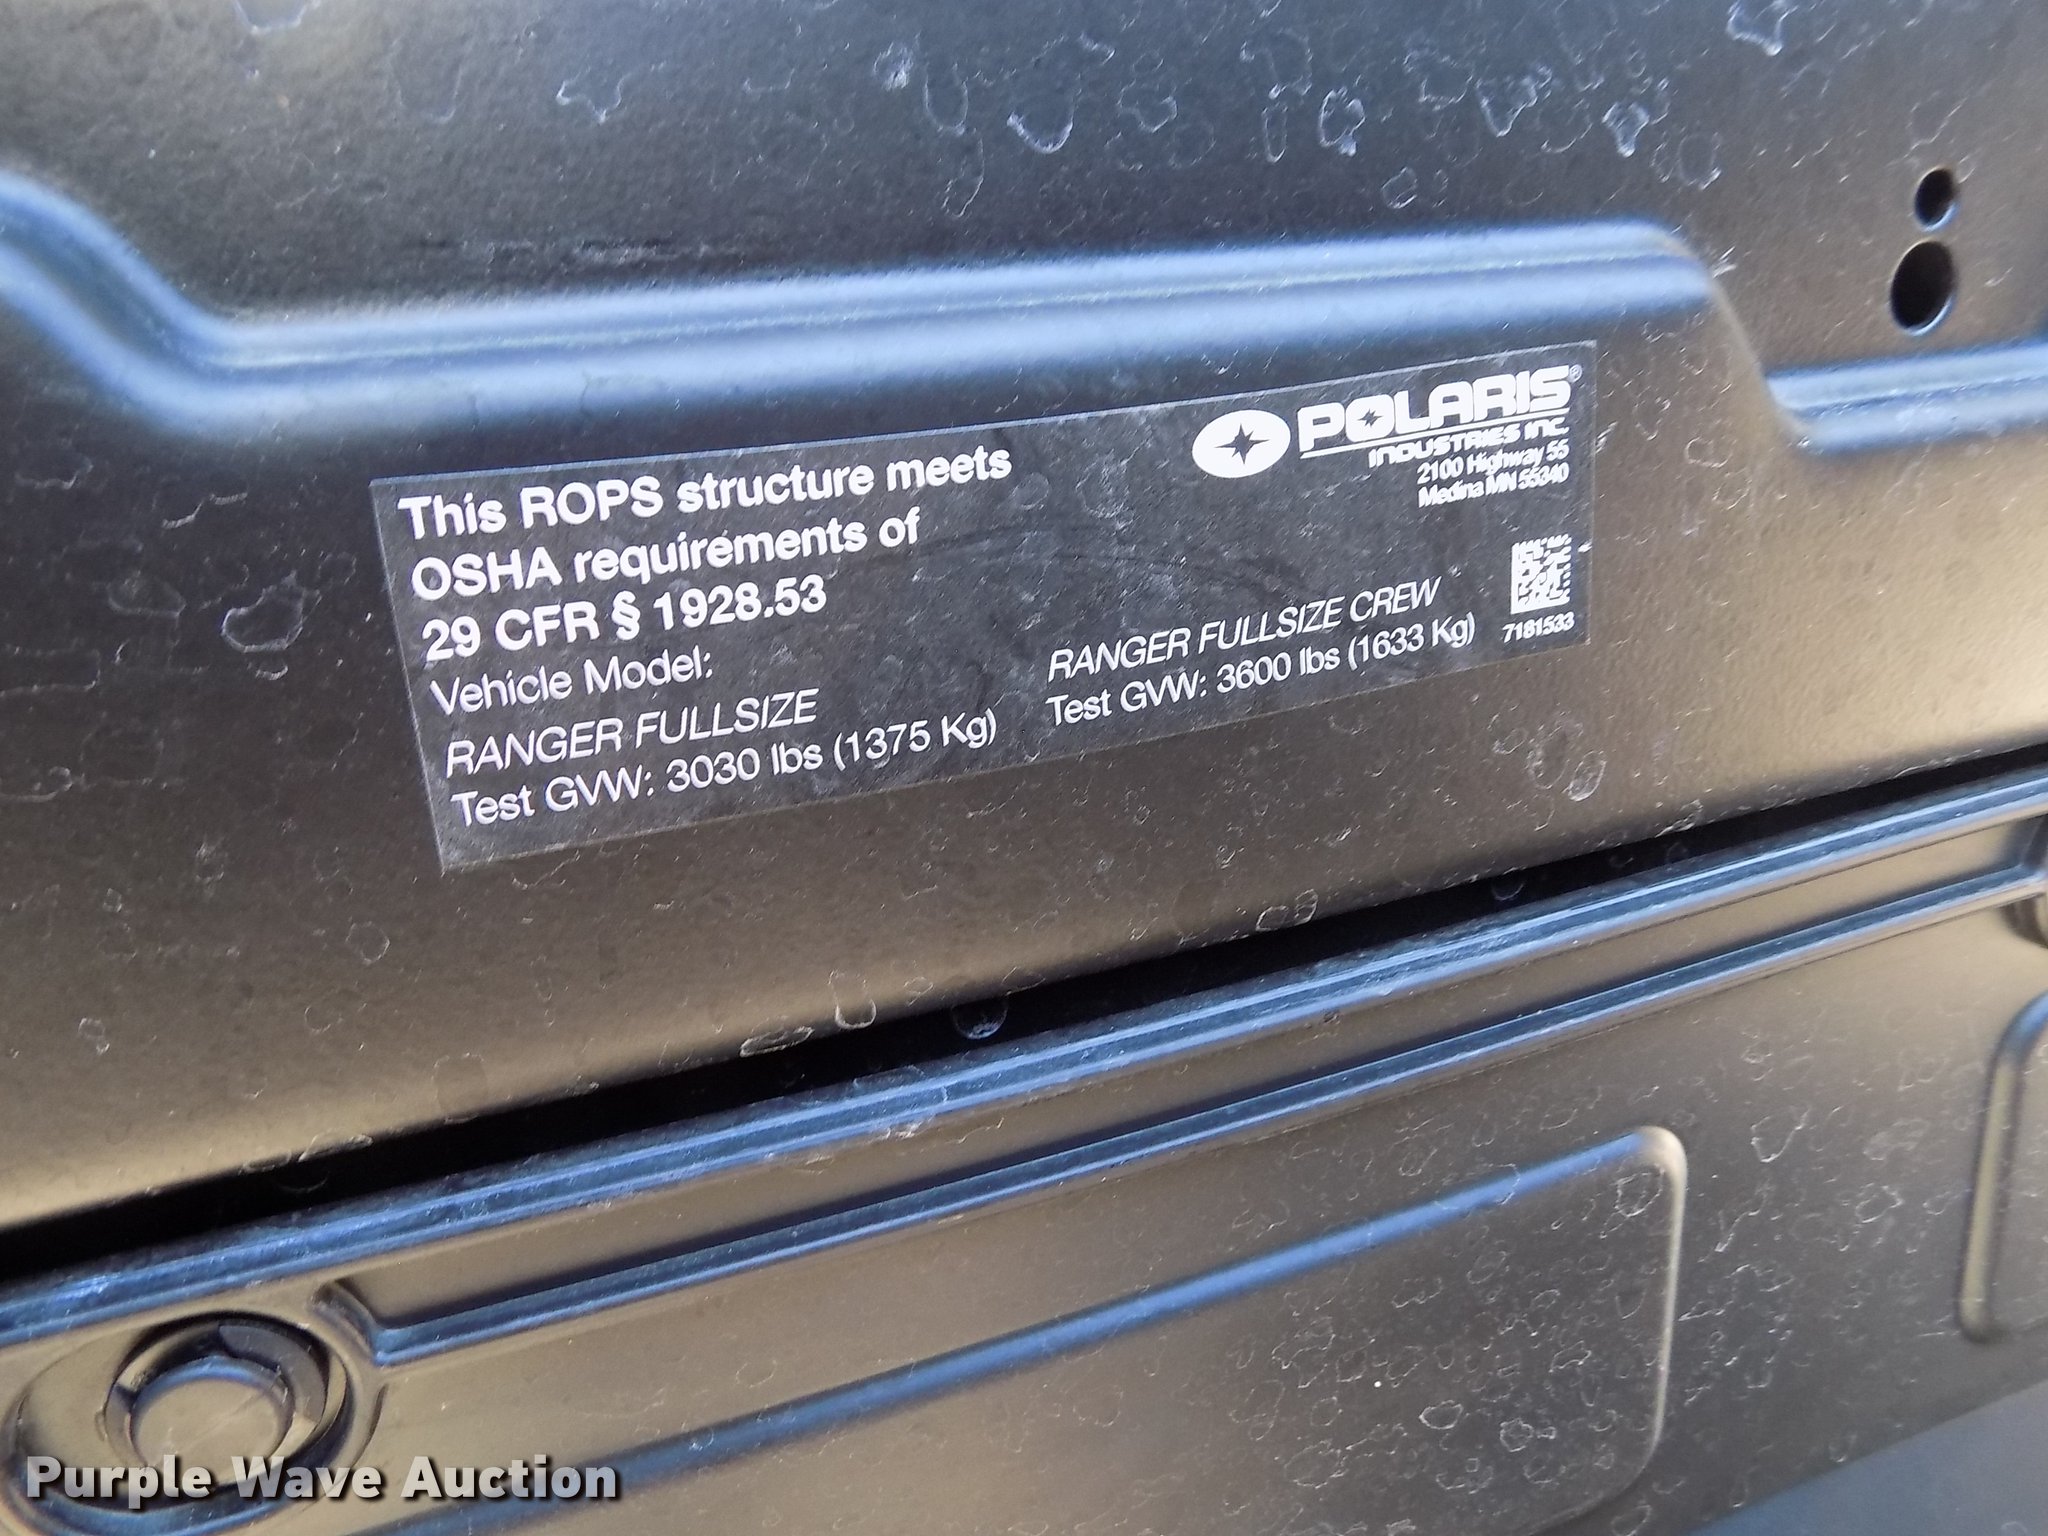 This ROPS structure meets
OSHA requirements of
29 CFR § 1928.53
Vehicle Model:
RANGER FULLSIZE
Test GVW: 3030 lbs (1375 Kg)
RANGER FULLSIZE CREW
Test GVW: 3600 lbs (1633 Kg)
POLARIS®
INDUSTRIES INC.
2100 Highway 55
Medina MN 55340
7181533
Purple Wave Auction